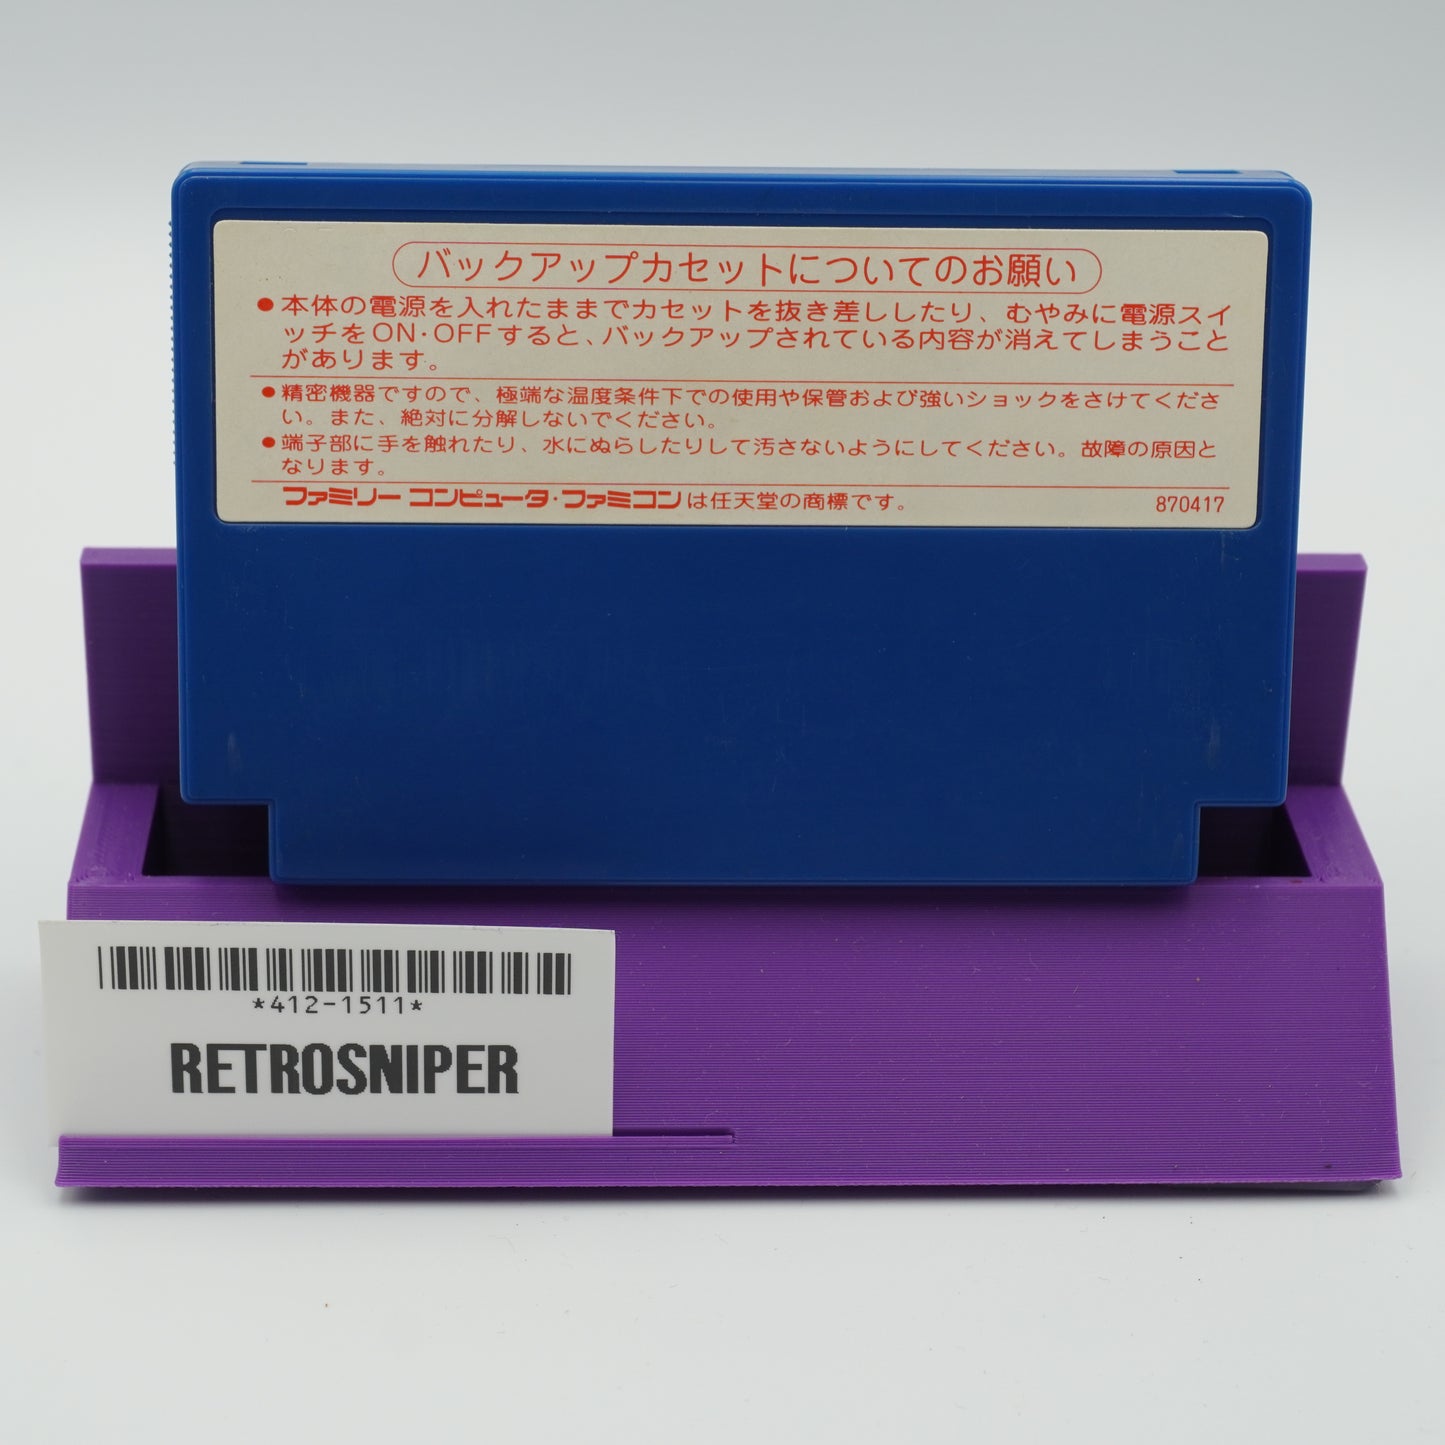 バックアップカセットについてのお願い
●本体の電源を入れたままでカセットを抜き差ししたり、むやみに電源スイ
ッチをON・OFFすると、バックアップされている内容が消えてしまうこと
があります。
●精密機器ですので、極端な温度条件下での使用や保管および強いショックをさけてくださ
い。また、絶対に分解しないでください。
●端子部に手を触れたり、水にぬらしたりして汚さないようにしてください。故障の原因と
なります。
ファミリーコンピュータ・ファミコンは任天堂の商標です。 870417
*412-1511*
RETROSNIPER